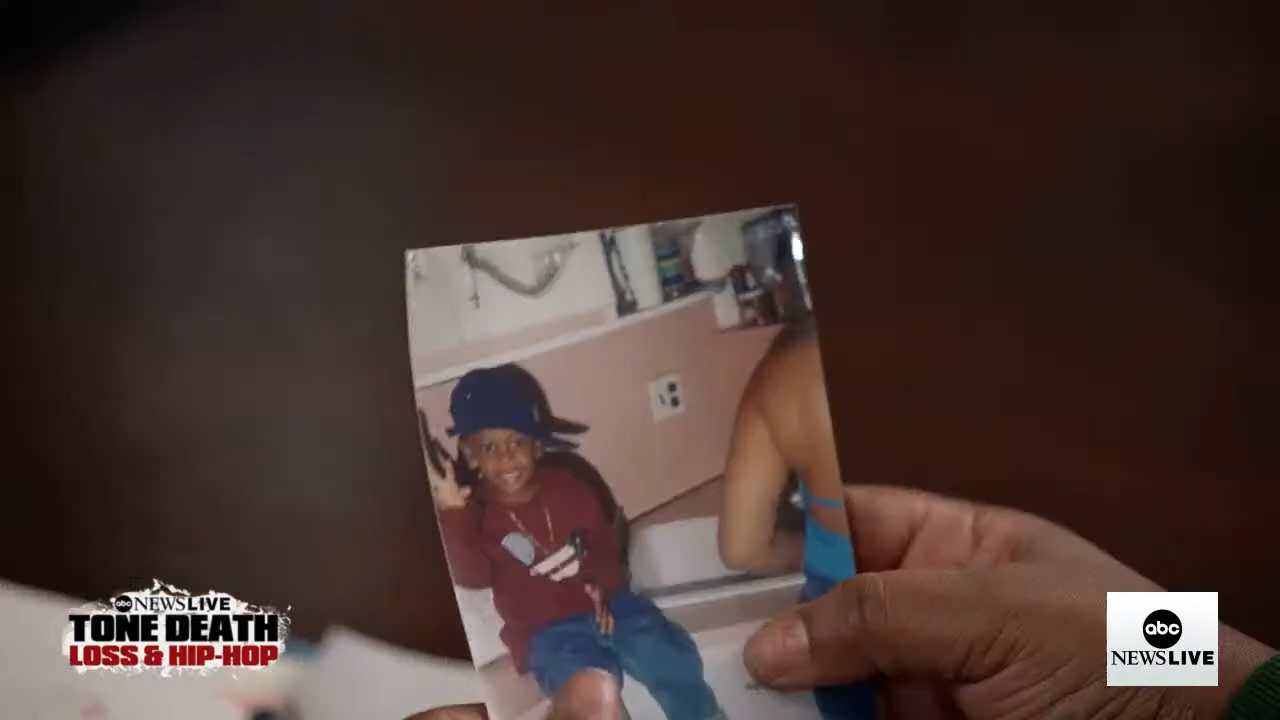 abc NEWS LIVE
TONE DEATH
LOSS & HIP-HOP
abc
NEWS LIVE